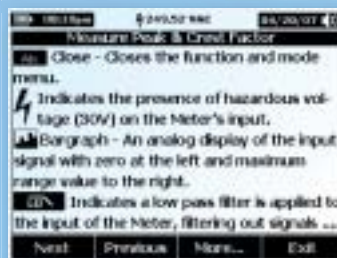 Measure Peak & Crest Factor
Close - Closes the function and mode
menu.
Indicates the presence of hazardous vol-
tage (30V) on the Meter's input.
Bargraph - An analog display of the input
signal with zero at the left and maximum
range value to the right.
Indicates a low pass filter is applied to
the input of the Meter, filtering out signals ...
Next Previous More... Exit